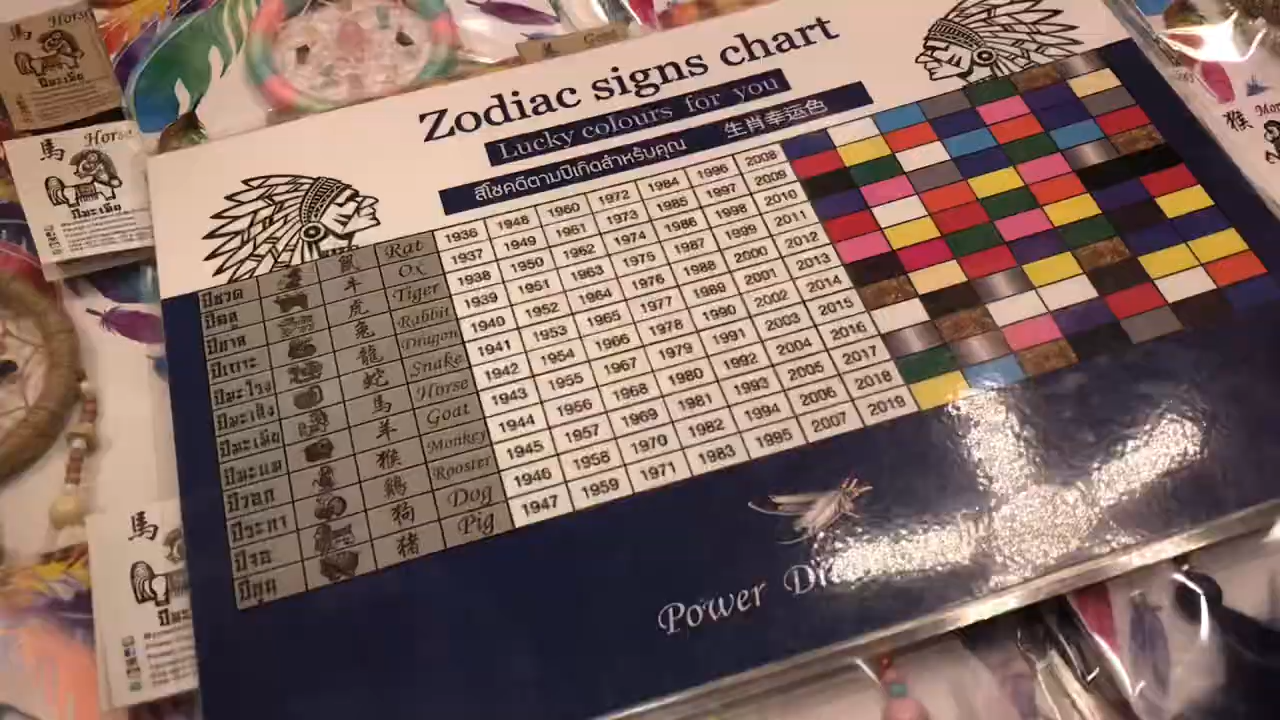 Zodiac signs chart
Lucky colours for you
สีโชคดีตามปีเกิดสำหรับคุณ 生肖幸运色
ปีชวด 鼠 Rat 1936 1948 1960 1972 1984 1996 2008
ปีฉลู 牛 Ox 1937 1949 1961 1973 1985 1997 2009
ปีขาล 虎 Tiger 1938 1950 1962 1974 1986 1998 2010
ปีเถาะ 兔 Rabbit 1939 1951 1963 1975 1987 1999 2011
ปีมะโรง 龍 Dragon 1940 1952 1964 1976 1988 2000 2012
ปีมะเส็ง 蛇 Snake 1941 1953 1965 1977 1989 2001 2013
ปีมะเมีย 馬 Horse 1942 1954 1966 1978 1990 2002 2014
ปีมะแม 羊 Goat 1943 1955 1967 1979 1991 2003 2015
ปีวอก 猴 Monkey 1944 1956 1968 1980 1992 2004 2016
ปีระกา 鷄 Rooster 1945 1957 1969 1981 1993 2005 2017
ปีจอ 狗 Dog 1946 1958 1970 1982 1994 2006 2018
ปีกุน 猪 Pig 1947 1959 1971 1983 1995 2007 2019
Power
馬 Horse
ปีมะเมีย
馬 Horse
ปีมะเมีย
馬
Goat
猴